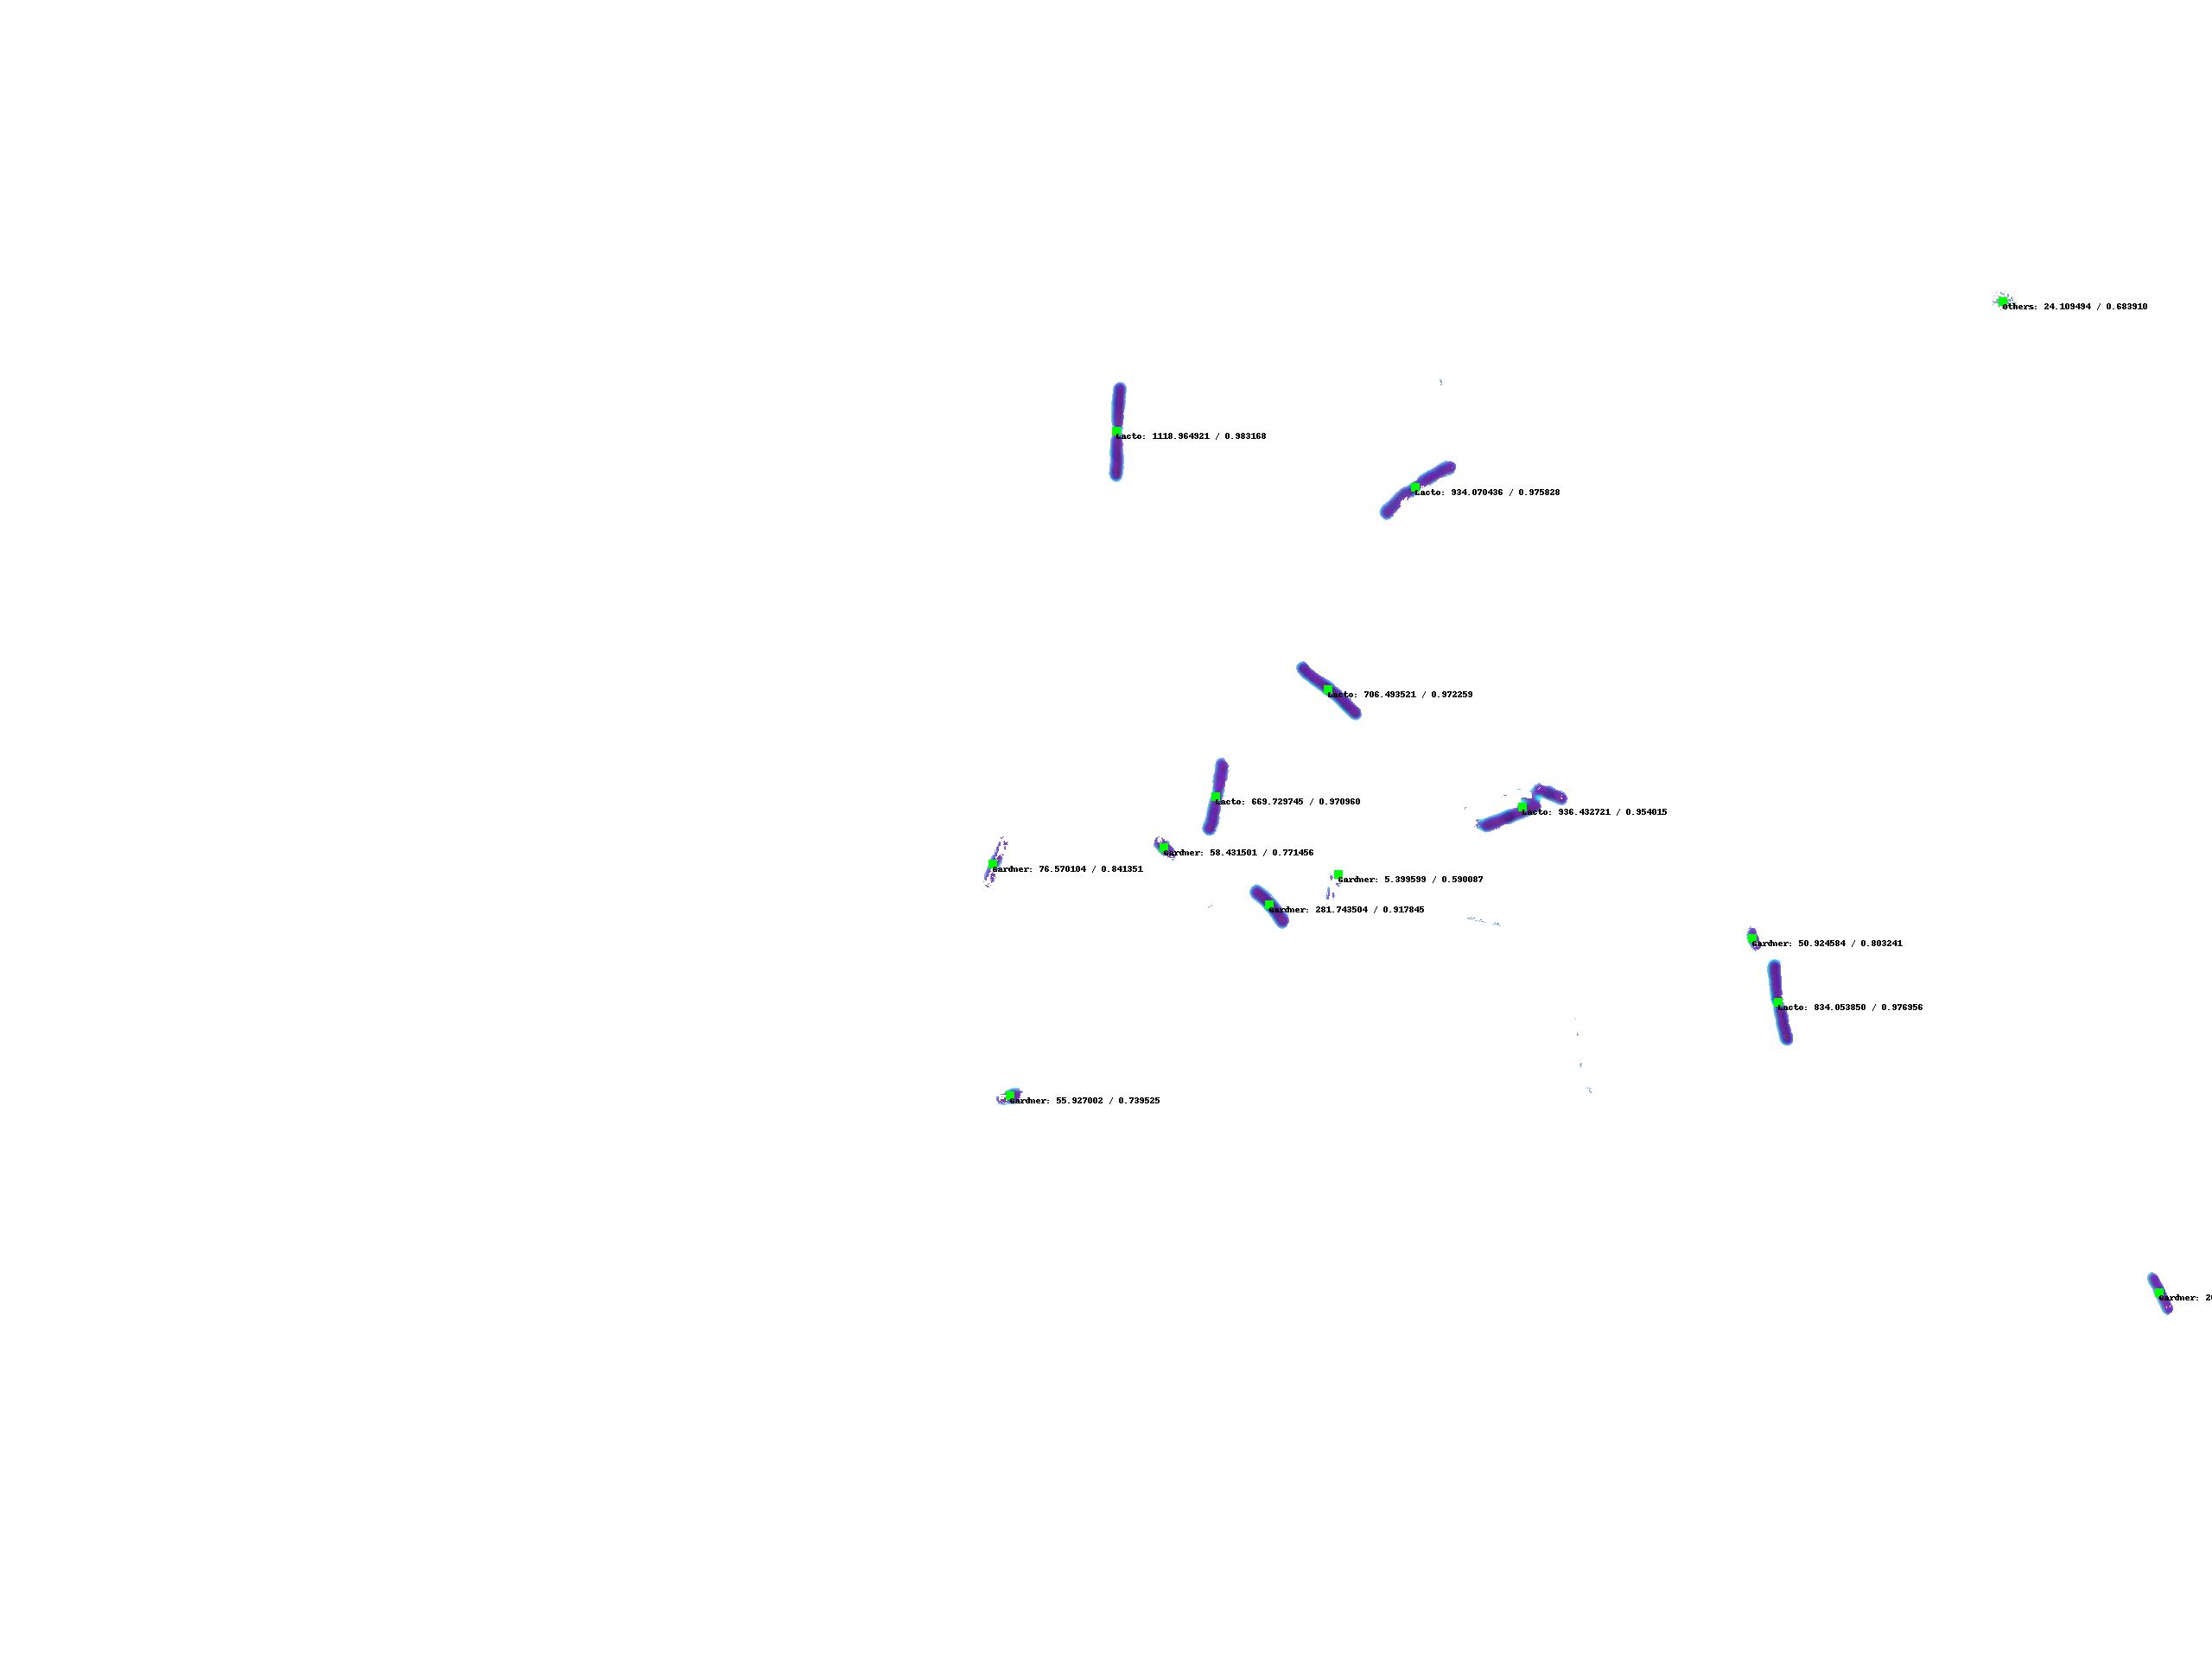 Others: 24.109494 / 0.683910
Lacto: 1118.964921 / 0.983168
Lacto: 934.070436 / 0.975828
Lacto: 706.493521 / 0.972259
Lacto: 669.729745 / 0.970960
Lacto: 936.432721 / 0.954015
Gardner: 58.431501 / 0.771456
Gardner: 76.570104 / 0.841351
Gardner: 5.399599 / 0.590087
Gardner: 281.743504 / 0.917845
Gardner: 50.924584 / 0.803241
Lacto: 834.053850 / 0.976956
Gardner: 55.927002 / 0.739525
Gardner: